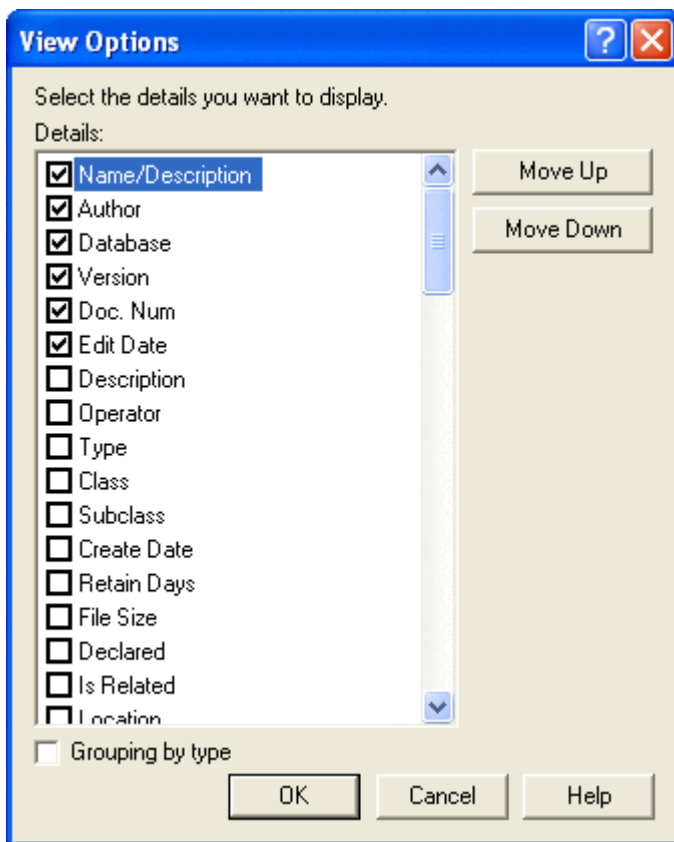 View Options
Select the details you want to display.
Details:
Name/Description
Move Up
Author
Move Down
Database
Version
Doc. Num
Edit Date
Description
Operator
Type
Class
Subclass
Create Date
Retain Days
File Size
Declared
Is Related
Location
Grouping by type
OK Cancel Help